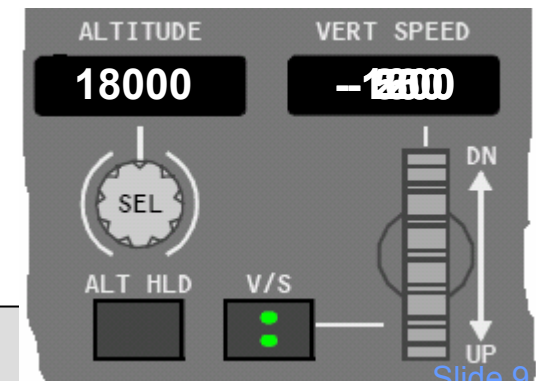 ALTITUDE
VERT SPEED
18000
DN
SEL
ALT HLD
V/S
UP
Slide 9